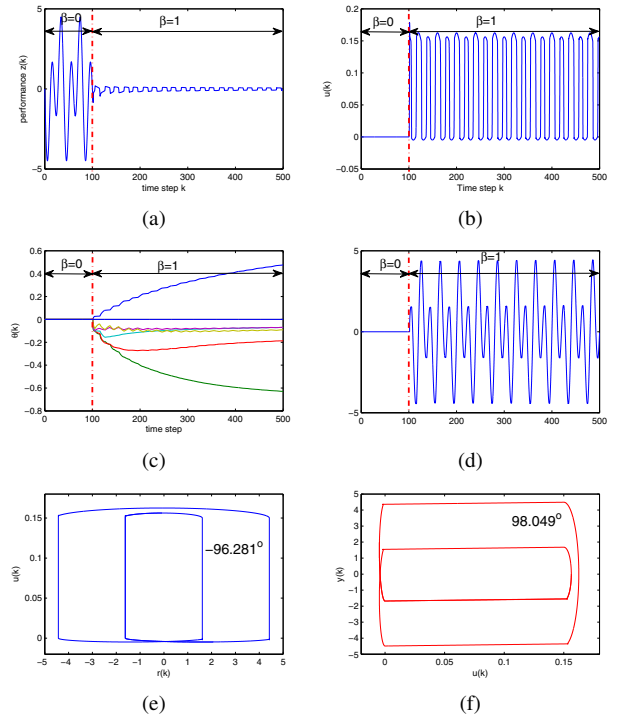 β=0
β=1
performance z(k)
5
0
−5
0 100 200 300 400 500
time step k
(a)
β=0
β=1
u(k)
0.2
0.15
0.1
0.05
0
−0.05
0 100 200 300 400 500
Time step k
(b)
β=0
β=1
θ(k)
0.6
0.4
0.2
0
−0.2
−0.4
−0.6
−0.8
0 100 200 300 400 500
time step
(c)
β=0
β=1
5
0
−5
0 100 200 300 400 500
(d)
−96.281°
u(k)
0.15
0.1
0.05
0
−5 −4 −3 −2 −1 0 1 2 3 4 5
r(k)
(e)
98.049°
y(k)
5
4
3
2
1
0
−1
−2
−3
−4
−5
0 0.05 0.1 0.15
u(k)
(f)